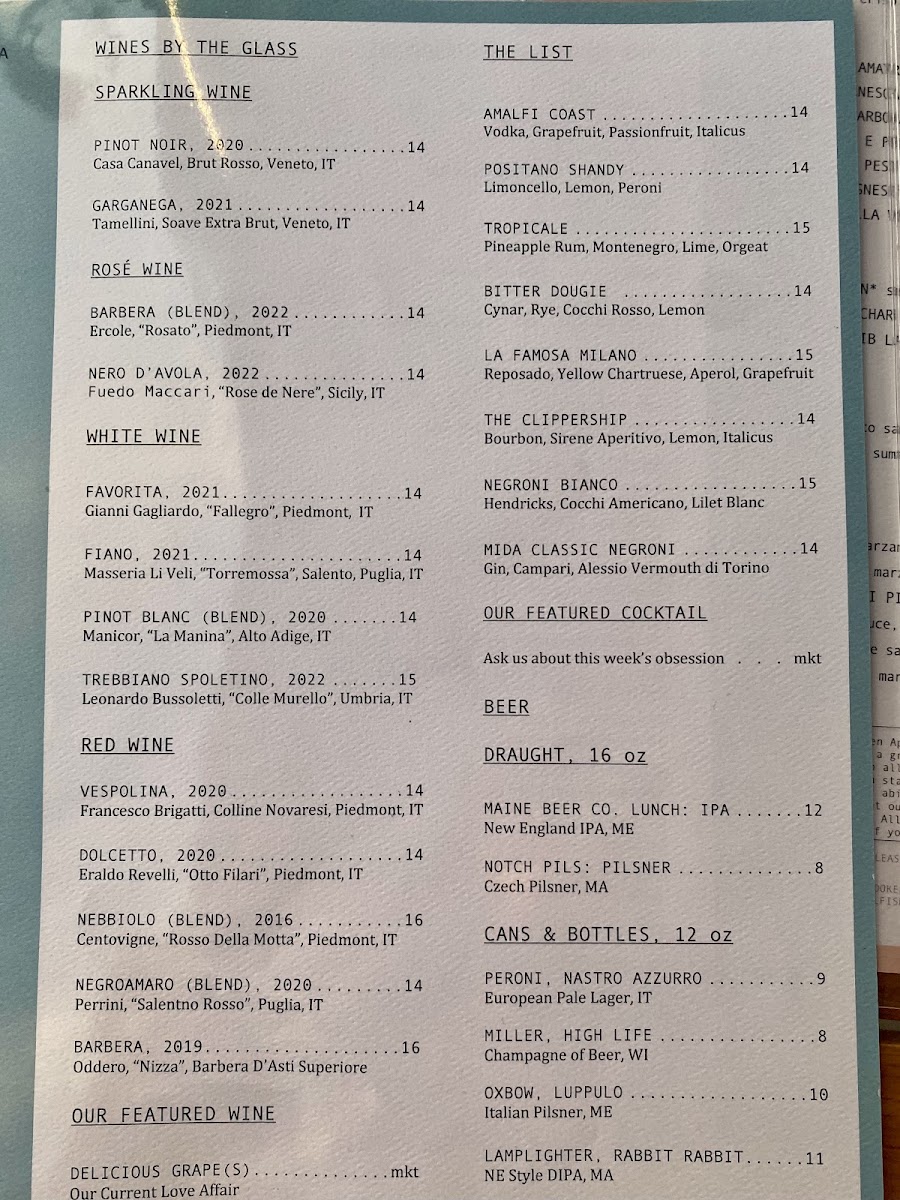 WINES BY THE GLASS
SPARKLING WINE
PINOT NOIR, 2020.................14
Casa Canavel, Brut Rosso, Veneto, IT
GARGANEGA, 2021..................14
Tamellini, Soave Extra Brut, Veneto, IT
ROSÉ WINE
BARBERA (BLEND), 2022............14
Ercole, “Rosato”, Piedmont, IT
NERO D'AVOLA, 2022...............14
Fuedo Maccari, “Rose de Nere”, Sicily, IT
WHITE WINE
FAVORITA, 2021...................14
Gianni Gagliardo, “Fallegro”, Piedmont, IT
FIANO, 2021......................14
Masseria Li Veli, “Torremossa”, Salento, Puglia, IT
PINOT BLANC (BLEND), 2020 .......14
Manicor, “La Manina”, Alto Adige, IT
TREBBIANO SPOLETINO, 2022 .......15
Leonardo Bussoletti, “Colle Murello”, Umbria, IT
RED WINE
VESPOLINA, 2020..................14
Francesco Brigatti, Colline Novaresi, Piedmont, IT
DOLCETTO, 2020...................14
Eraldo Revelli, “Otto Filari”, Piedmont, IT
NEBBIOLO (BLEND), 2016...........16
Centovigne, “Rosso Della Motta”, Piedmont, IT
NEGROAMARO (BLEND), 2020.........14
Perrini, “Salentno Rosso”, Puglia, IT
BARBERA, 2019....................16
Oddero, “Nizza”, Barbera D’Asti Superiore
OUR FEATURED WINE
DELICIOUS GRAPE(S)..............mkt
Our Current Love Affair
THE LIST
AMALFI COAST ....................14
Vodka, Grapefruit, Passionfruit, Italicus
POSITANO SHANDY .................14
Limoncello, Lemon, Peroni
TROPICALE .......................15
Pineapple Rum, Montenegro, Lime, Orgeat
BITTER DOUGIE ..................14
Cynar, Rye, Cocchi Rosso, Lemon
LA FAMOSA MILANO ................15
Reposado, Yellow Chartruese, Aperol, Grapefruit
THE CLIPPERSHIP .................14
Bourbon, Sirene Aperitivo, Lemon, Italicus
NEGRONI BIANCO ..................15
Hendricks, Cocchi Americano, Lilet Blanc
MIDA CLASSIC NEGRONI ............14
Gin, Campari, Alessio Vermouth di Torino
OUR FEATURED COCKTAIL
Ask us about this week’s obsession . . . mkt
BEER
DRAUGHT, 16 oz
MAINE BEER CO. LUNCH: IPA .......12
New England IPA, ME
NOTCH PILS: PILSNER ..............8
Czech Pilsner, MA
CANS & BOTTLES, 12 oz
PERONI, NASTRO AZZURRO ...........9
European Pale Lager, IT
MILLER, HIGH LIFE ................8
Champagne of Beer, WI
OXBOW, LUPPULO ..................10
Italian Pilsner, ME
LAMPLIGHTER, RABBIT RABBIT......11
NE Style DIPA, MA